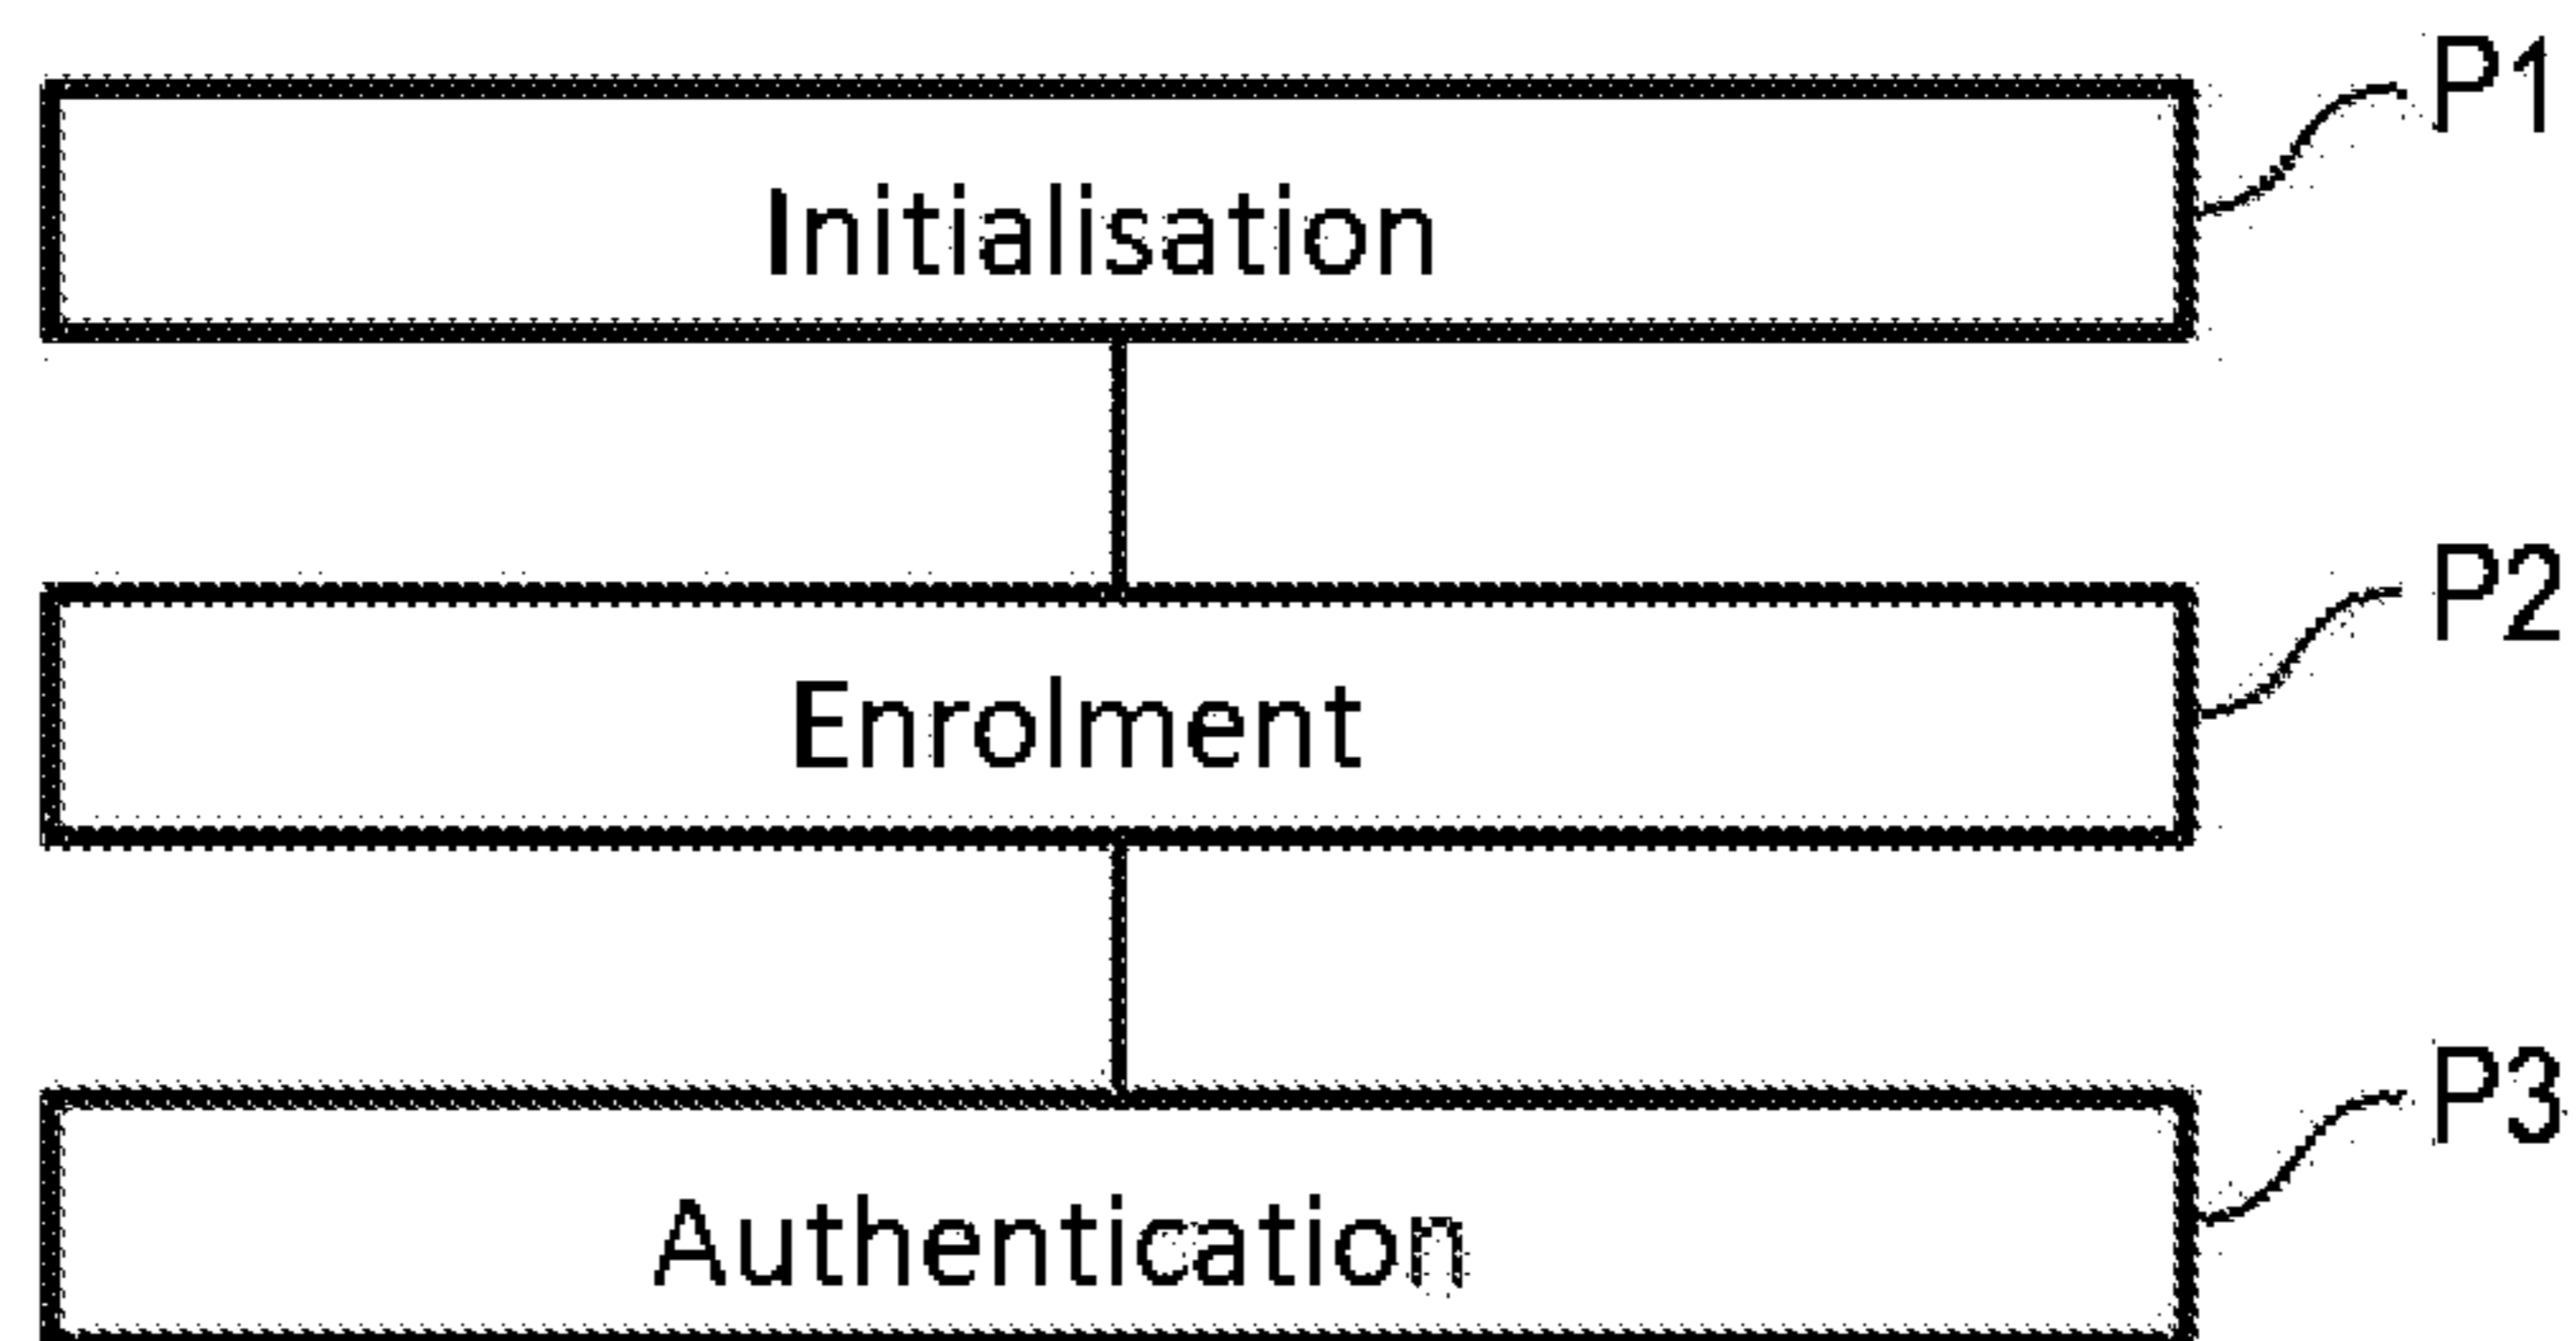 P1
Initialisation
P2
Enrolment
P3
Authentication